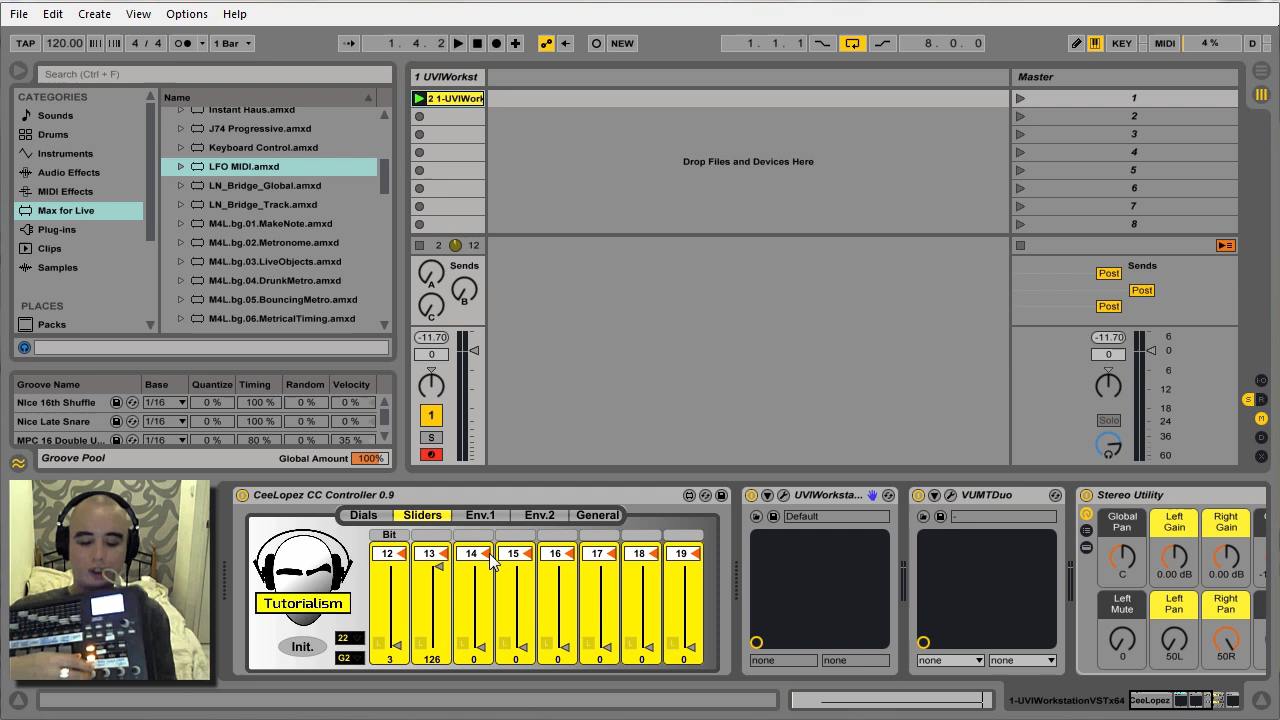 File Edit Create View Options Help
TAP 120.00 4 / 4 1 Bar 1. 4. 2 NEW 1. 1. 1 8. 0. 0 KEY MIDI 4 % D
Search (Ctrl + F)
CATEGORIES
Sounds
Drums
Instruments
Audio Effects
MIDI Effects
Max for Live
Plug-ins
Clips
Samples
PLACES
Packs
Name
Instant Haus.amxd
J74 Progressive.amxd
Keyboard Control.amxd
LFO MIDI.amxd
LN_Bridge_Global.amxd
LN_Bridge_Track.amxd
M4L.bg.01.MakeNote.amxd
M4L.bg.02.Metronome.amxd
M4L.bg.03.LiveObjects.amxd
M4L.bg.04.DrunkMetro.amxd
M4L.bg.05.BouncingMetro.amxd
M4L.bg.06.MetricalTiming.amxd
Groove Name Base Quantize Timing Random Velocity
NIce 16th Shuffle 1/16 0 % 100 % 0 % 0 %
Nice Late Snare 1/16 0 % 100 % 0 % 0 %
MPC 16 Double U... 1/16 0 % 80 % 0 % 35 %
Groove Pool Global Amount 100%
1 UVIWorkst
2 1-UVIWork
2 12
Sends
A
B
C
-11.70
0
1
S
Drop Files and Devices Here
Master
1
2
3
4
5
6
7
8
Sends
Post
Post
Post
-11.70
0
Solo
6
0
6
12
18
24
36
60
I·O
S R
M
D
X
CeeLopez CC Controller 0.9
Dials Sliders Env.1 Env.2 General
Bit
12 13 14 15 16 17 18 19
L L L L L L L L
3 126 0 0 0 0 0 0
Tutorialism
Init.
22
G2
UVIWorksta...
Default
none none
VUMTDuo
-
none none
Stereo Utility
Global Pan Left Gain Right Gain
C 0.00 dB 0.00 dB
Left Mute Left Pan Right Pan
0 50L 50R
1-UVIWorkstationVSTx64 CeeLopez